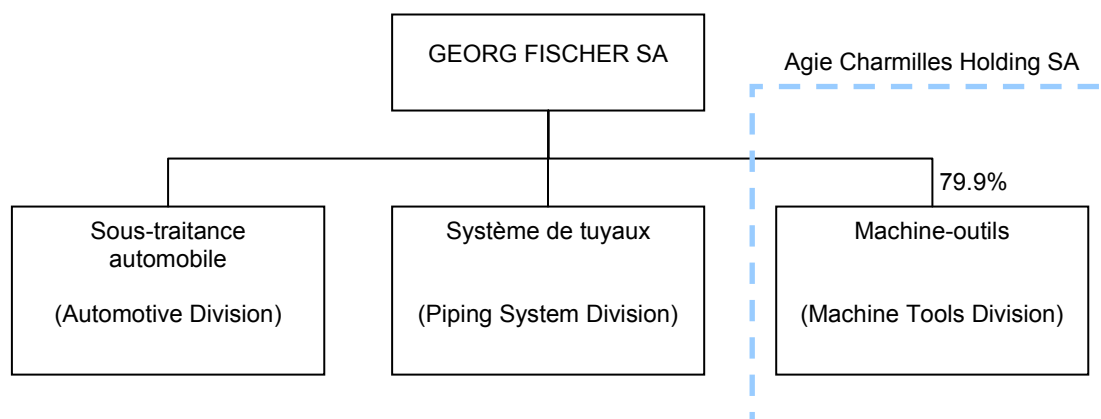 GEORG FISCHER SA
Agie Charmilles Holding SA
79.9%
Sous-traitance
automobile
(Automotive Division)
Système de tuyaux
(Piping System Division)
Machine-outils
(Machine Tools Division)